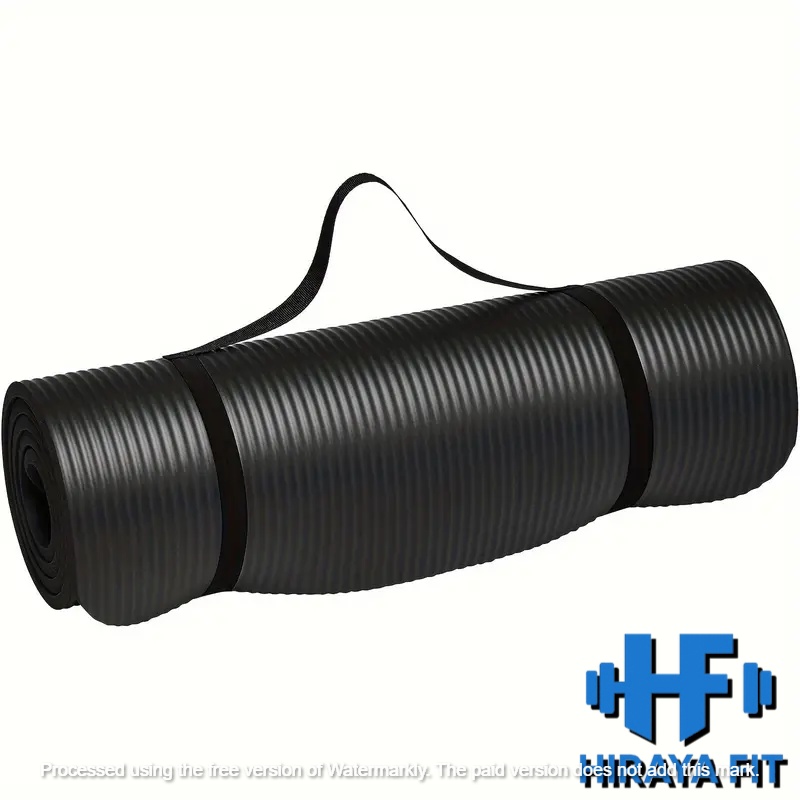 HF
HIRAYA FIT
Processed using the free version of Watermarkly. The paid version does not add this mark.